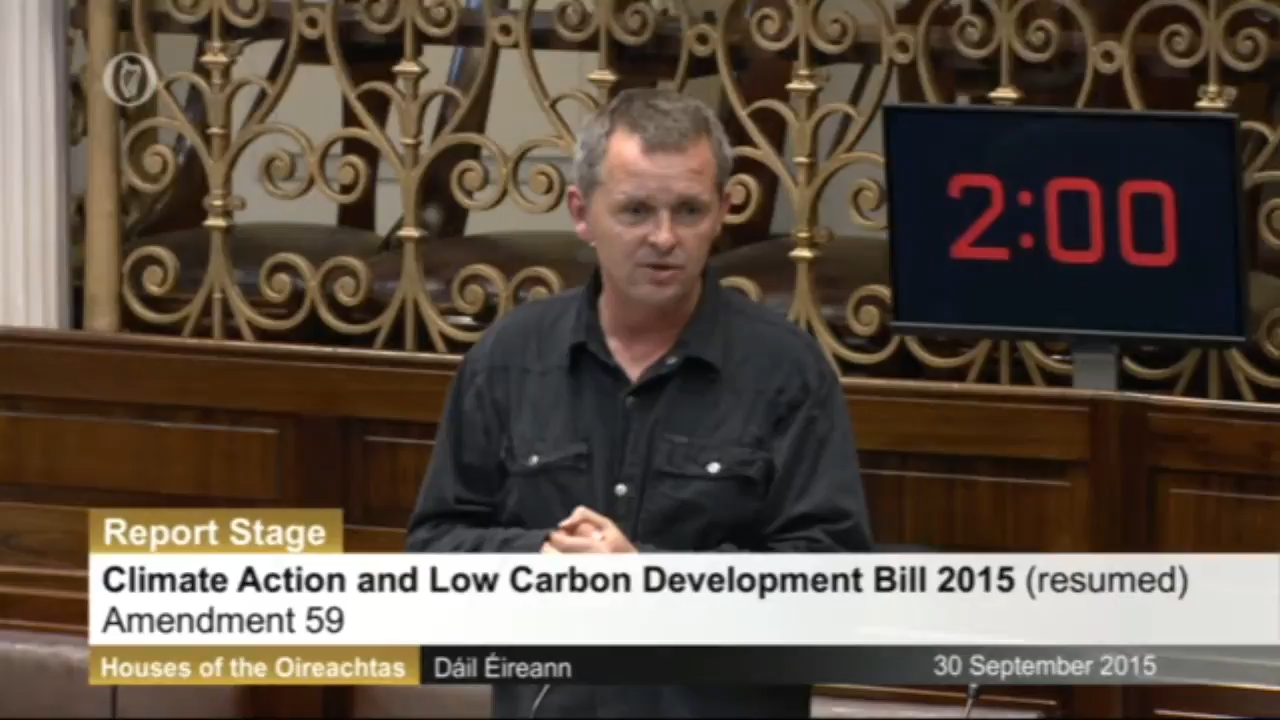 2:00
Report Stage
Climate Action and Low Carbon Development Bill 2015 (resumed)
Amendment 59
Houses of the Oireachtas Dáil Éireann 30 September 2015